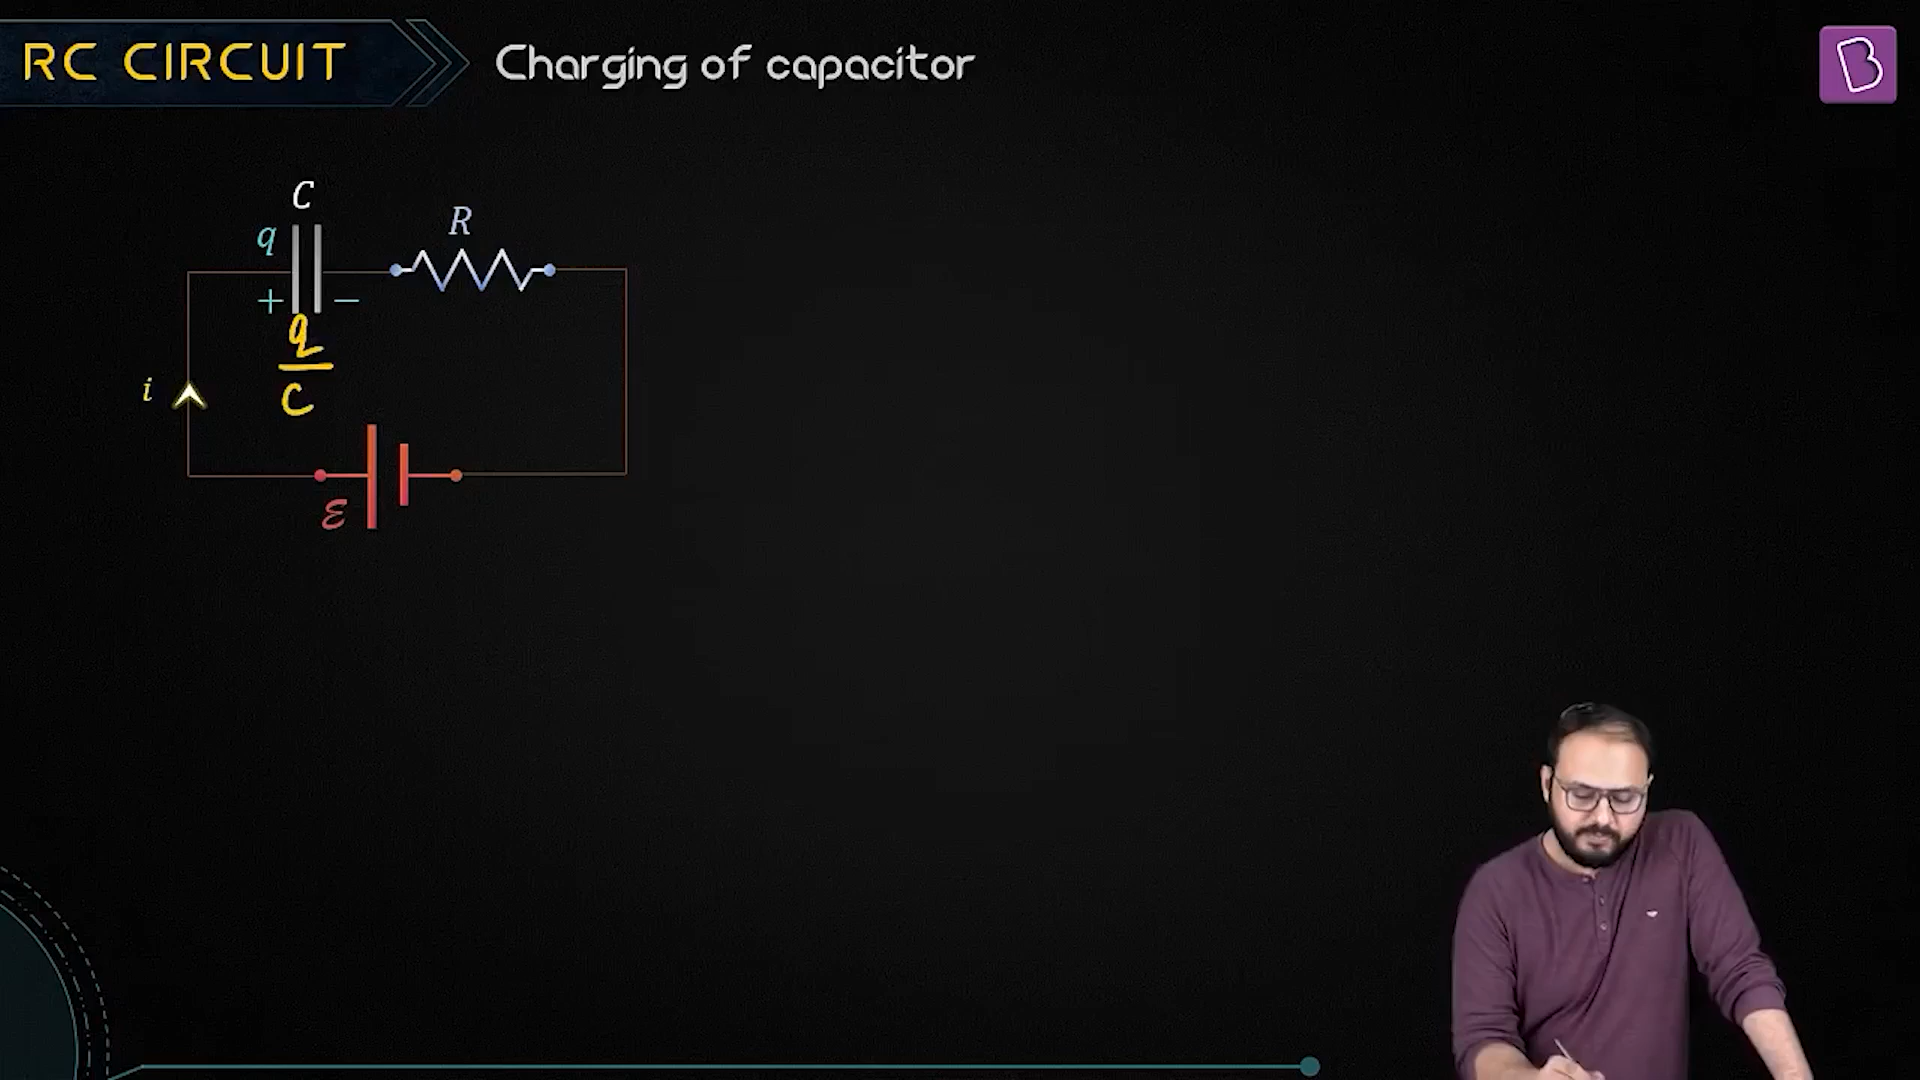 RC CIRCUIT
Charging of capacitor
B
C
R
q
+ −
q
C
i
ℰ